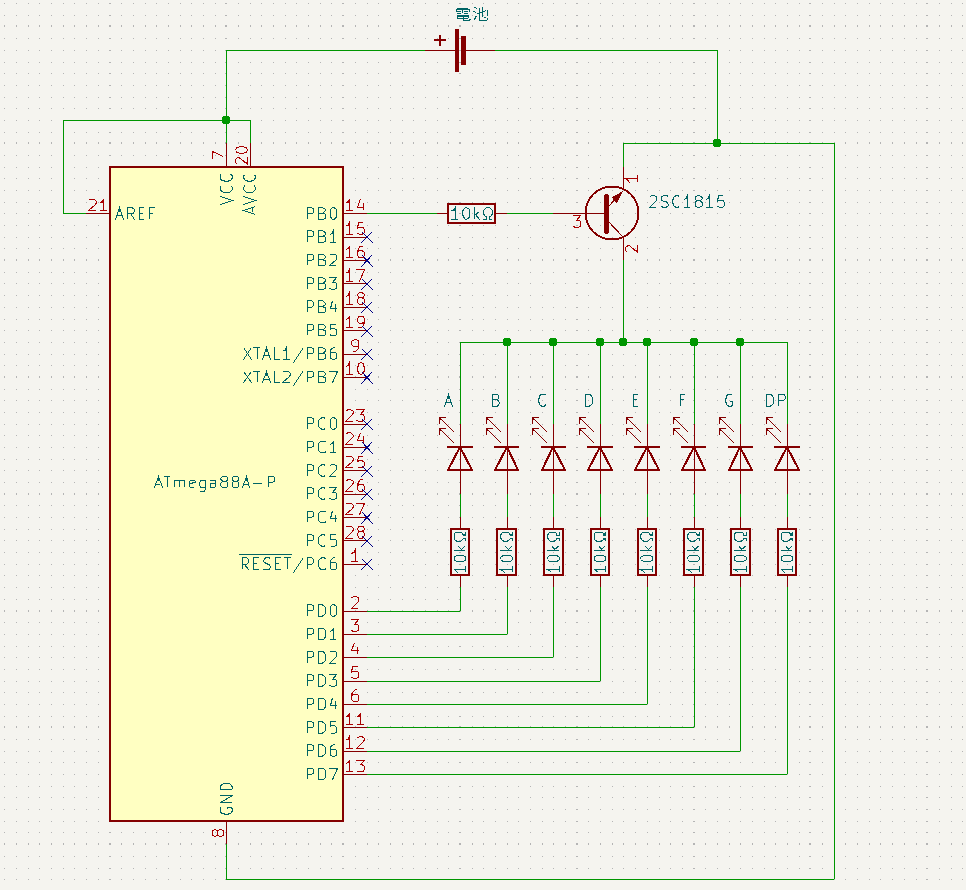 電池
+
7
20
VCC
AVCC
21
AREF
PB0
14
10kΩ
3
1
2
2SC1815
PB1
15
PB2
16
PB3
17
PB4
18
PB5
19
XTAL1/PB6
9
XTAL2/PB7
10
PC0
23
PC1
24
PC2
25
PC3
26
PC4
27
PC5
28
RESET/PC6
1
ATmega88A-P
A
B
C
D
E
F
G
DP
10kΩ
10kΩ
10kΩ
10kΩ
10kΩ
10kΩ
10kΩ
10kΩ
PD0
2
PD1
3
PD2
4
PD3
5
PD4
6
PD5
11
PD6
12
PD7
13
GND
8